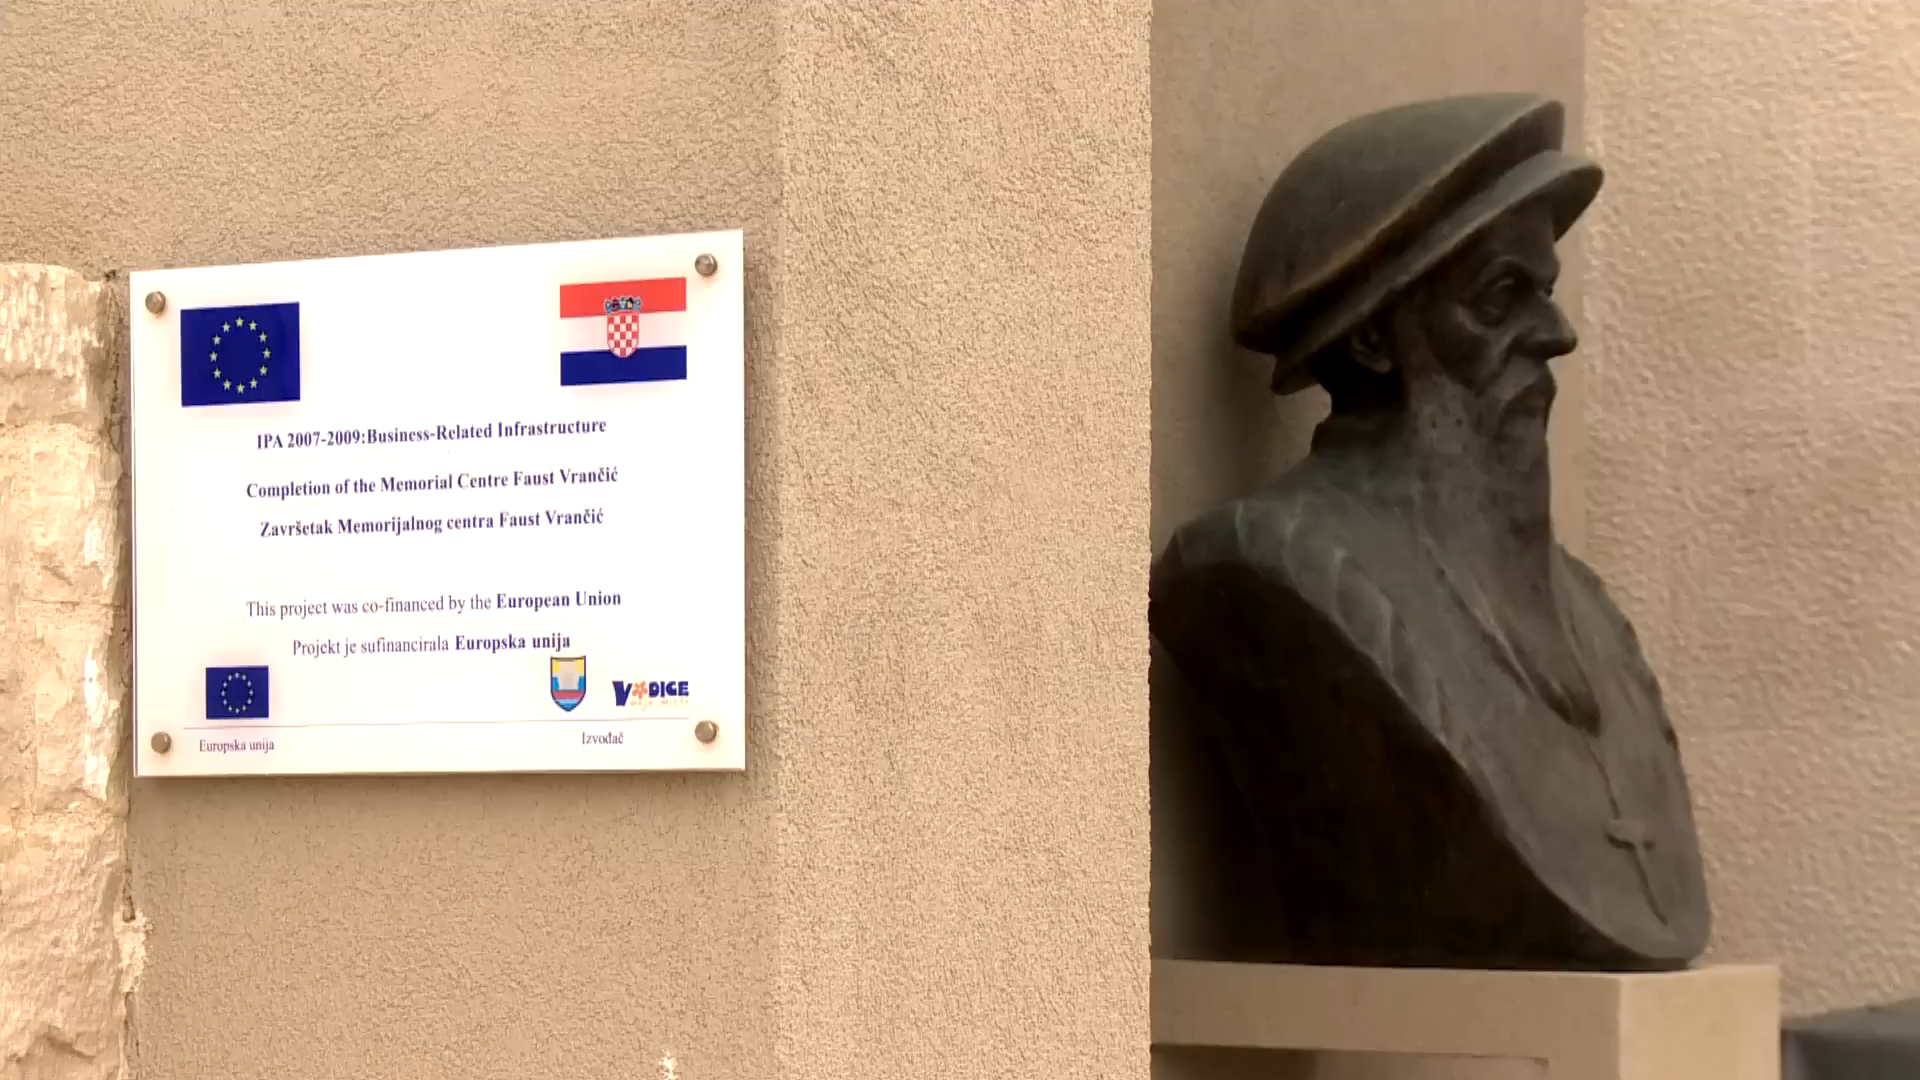 IPA 2007-2009:Business-Related Infrastructure
Completion of the Memorial Centre Faust Vrančić
Završetak Memorijalnog centra Faust Vrančić
This project was co-financed by the European Union
Projekt je sufinancirala Europska unija
VODICE
Europska unija
Izvođač